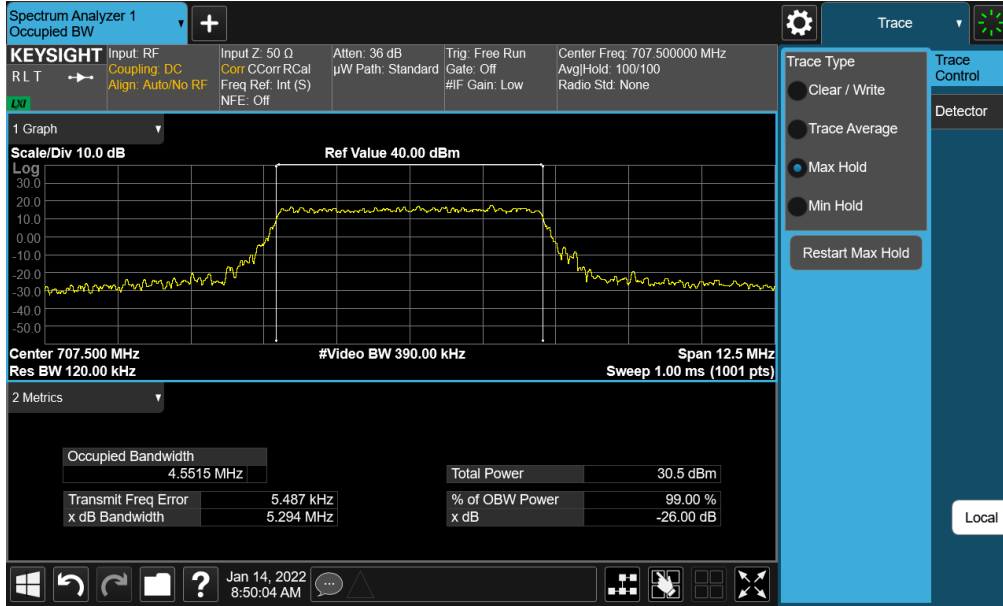 Spectrum Analyzer 1
Occupied BW
+
Trace
KEYSIGHT
R L T
LXI
Input: RF
Coupling: DC
Align: Auto/No RF
Input Z: 50 Ω
Corr CCorr RCal
Freq Ref: Int (S)
NFE: Off
Atten: 36 dB
µW Path: Standard
Trig: Free Run
Gate: Off
#IF Gain: Low
Center Freq: 707.500000 MHz
Avg|Hold: 100/100
Radio Std: None
1 Graph
Scale/Div 10.0 dB
Ref Value 40.00 dBm
Log
30.0
20.0
10.0
0.00
-10.0
-20.0
-30.0
-40.0
-50.0
Center 707.500 MHz
#Video BW 390.00 kHz
Span 12.5 MHz
Res BW 120.00 kHz
Sweep 1.00 ms (1001 pts)
2 Metrics
Occupied Bandwidth
4.5515 MHz
Total Power 30.5 dBm
Transmit Freq Error 5.487 kHz
% of OBW Power 99.00 %
x dB Bandwidth 5.294 MHz
x dB -26.00 dB
?
Jan 14, 2022
8:50:04 AM
Trace Type
Clear / Write
Trace Average
Max Hold
Min Hold
Restart Max Hold
Trace
Control
Detector
Local